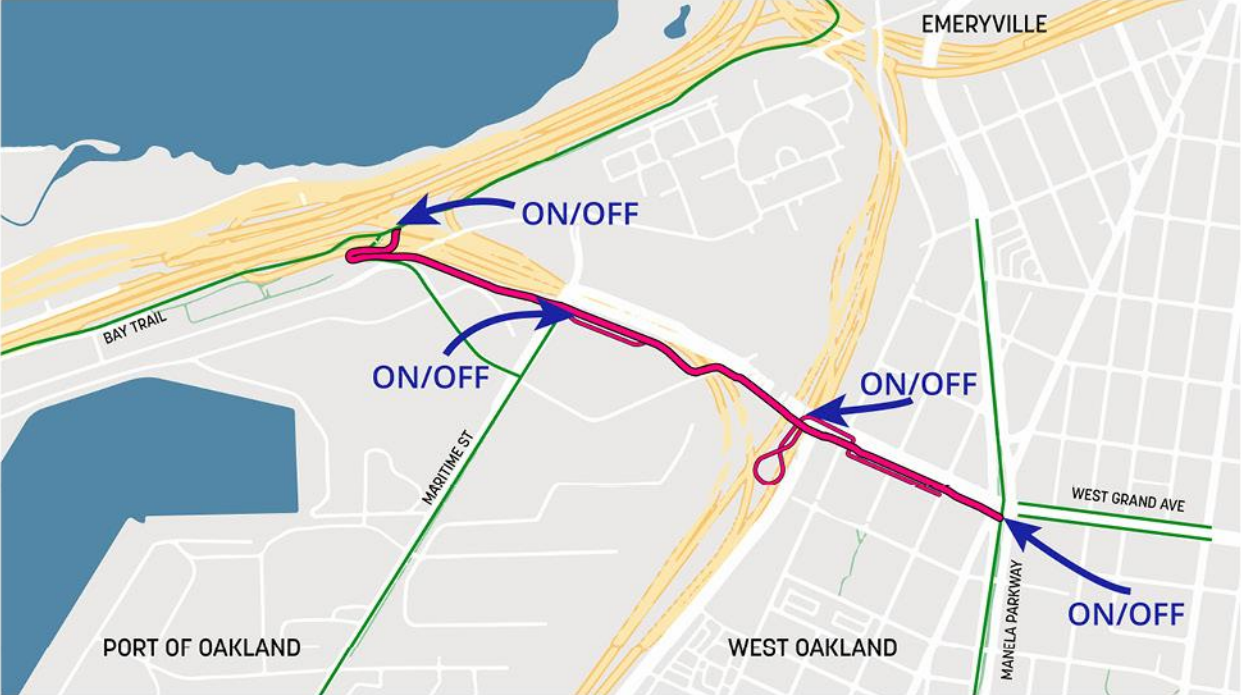 EMERYVILLE
ON/OFF
BAY TRAIL
ON/OFF
ON/OFF
MARITIME ST
WEST GRAND AVE
MANELA PARKWAY
ON/OFF
PORT OF OAKLAND
WEST OAKLAND